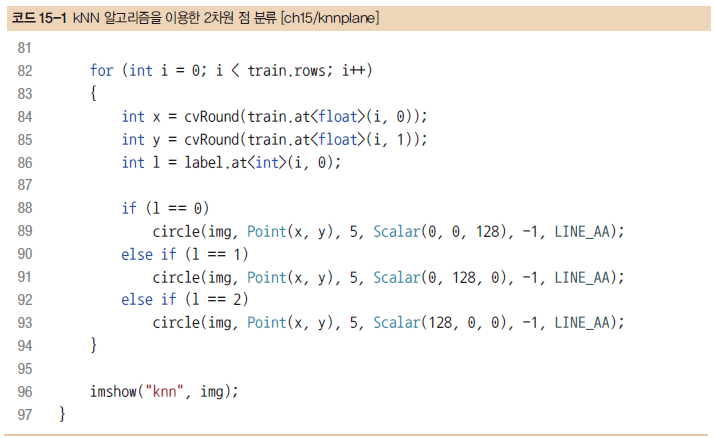 코드 15-1 kNN 알고리즘을 이용한 2차원 점 분류 [ch15/knnplane]
81
82 for (int i = 0; i < train.rows; i++)
83 {
84 int x = cvRound(train.at<float>(i, 0));
85 int y = cvRound(train.at<float>(i, 1));
86 int l = label.at<int>(i, 0);
87
88 if (l == 0)
89 circle(img, Point(x, y), 5, Scalar(0, 0, 128), -1, LINE_AA);
90 else if (l == 1)
91 circle(img, Point(x, y), 5, Scalar(0, 128, 0), -1, LINE_AA);
92 else if (l == 2)
93 circle(img, Point(x, y), 5, Scalar(128, 0, 0), -1, LINE_AA);
94 }
95
96 imshow("knn", img);
97 }